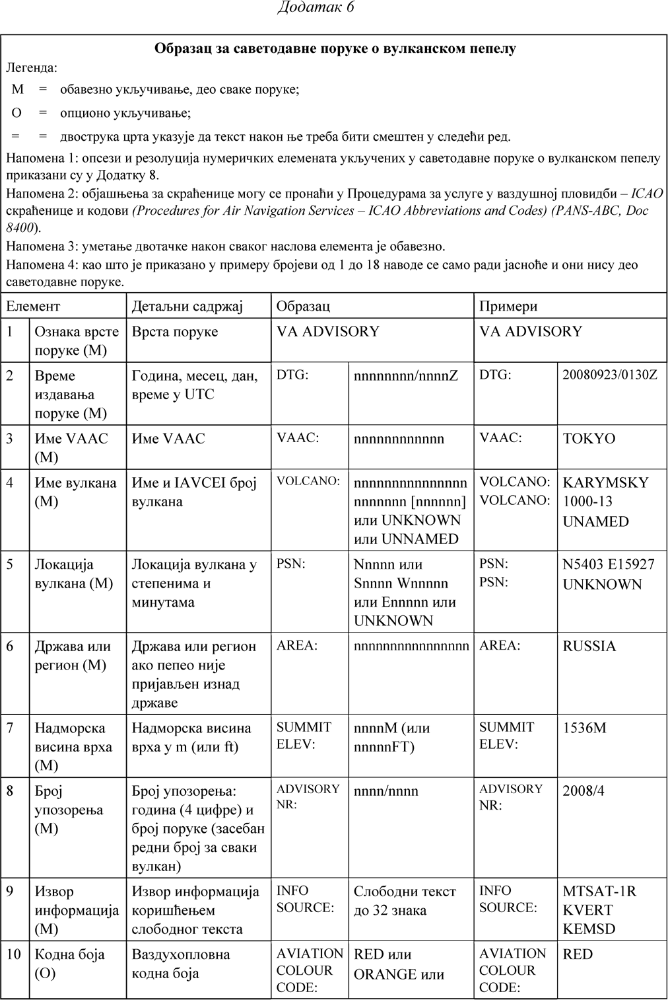 Додатак 6
Образац за саветодавне поруке о вулканском пепелу
Легенда:
M = обавезно укључивање, део сваке поруке;
O = опционо укључивање;
= = двострука црта указује да текст након ње треба бити смештен у следећи ред.
Напомена 1: опсези и резолуција нумеричких елемената укључених у саветодавне поруке о вулканском пепелу
приказани су у Додатку 8.
Напомена 2: објашњења за скраћенице могу се пронаћи у Процедурама за услуге у ваздушној пловидби – ICAO
скраћенице и кодови (Procedures for Air Navigation Services – ICAO Abbreviations and Codes) (PANS-ABC, Doc
8400).
Напомена 3: уметање двотачке након сваког наслова елемента је обавезно.
Напомена 4: као што је приказано у примеру бројеви од 1 до 18 наводе се само ради јасноће и они нису део
саветодавне поруке.
Елемент Детаљни садржај Образац Примери
1 Ознака врсте Врста поруке VA ADVISORY VA ADVISORY
поруке (M)
2 Време Година, месец, дан, DTG: nnnnnnnn/nnnnZ DTG: 20080923/0130Z
издавања време у UTC
поруке (M)
3 Име VAAC Име VAAC VAAC: nnnnnnnnnnnn VAAC: TOKYO
(M)
4 Име вулкана Име и IAVCEI број VOLCANO: nnnnnnnnnnnnnnn VOLCANO: KARYMSKY
(M) вулкана nnnnnnn [nnnnnn] VOLCANO: 1000-13
или UNKNOWN UNAMED
или UNNAMED
5 Локација Локација вулкана у PSN: Nnnnn или PSN: N5403 E15927
вулкана (M) степенима и Snnnn Wnnnnn PSN: UNKNOWN
минутама или Ennnnn или
UNKNOWN
6 Држава или Држава или регион AREA: nnnnnnnnnnnnnnnn AREA: RUSSIA
регион (M) ако пепео није
пријављен изнад
државе
7 Надморска Надморска висина SUMMIT nnnnM (или SUMMIT 1536M
висина врха врха у m (или ft) ELEV: nnnnnFT) ELEV:
(M)
8 Број Број упозорења: ADVISORY nnnn/nnnn ADVISORY 2008/4
упозорења година (4 цифре) и NR: NR:
(M) број поруке (засебан
редни број за сваки
вулкан)
9 Извор Извор информација INFO Слободни текст INFO MTSAT-1R
информација коришћењем SOURCE: до 32 знака SOURCE: KVERT
(M) слободног текста KEMSD
10 Кодна боја Ваздухопловна AVIATION RED или AVIATION RED
(O) кодна боја COLOUR ORANGE или COLOUR
CODE: CODE: